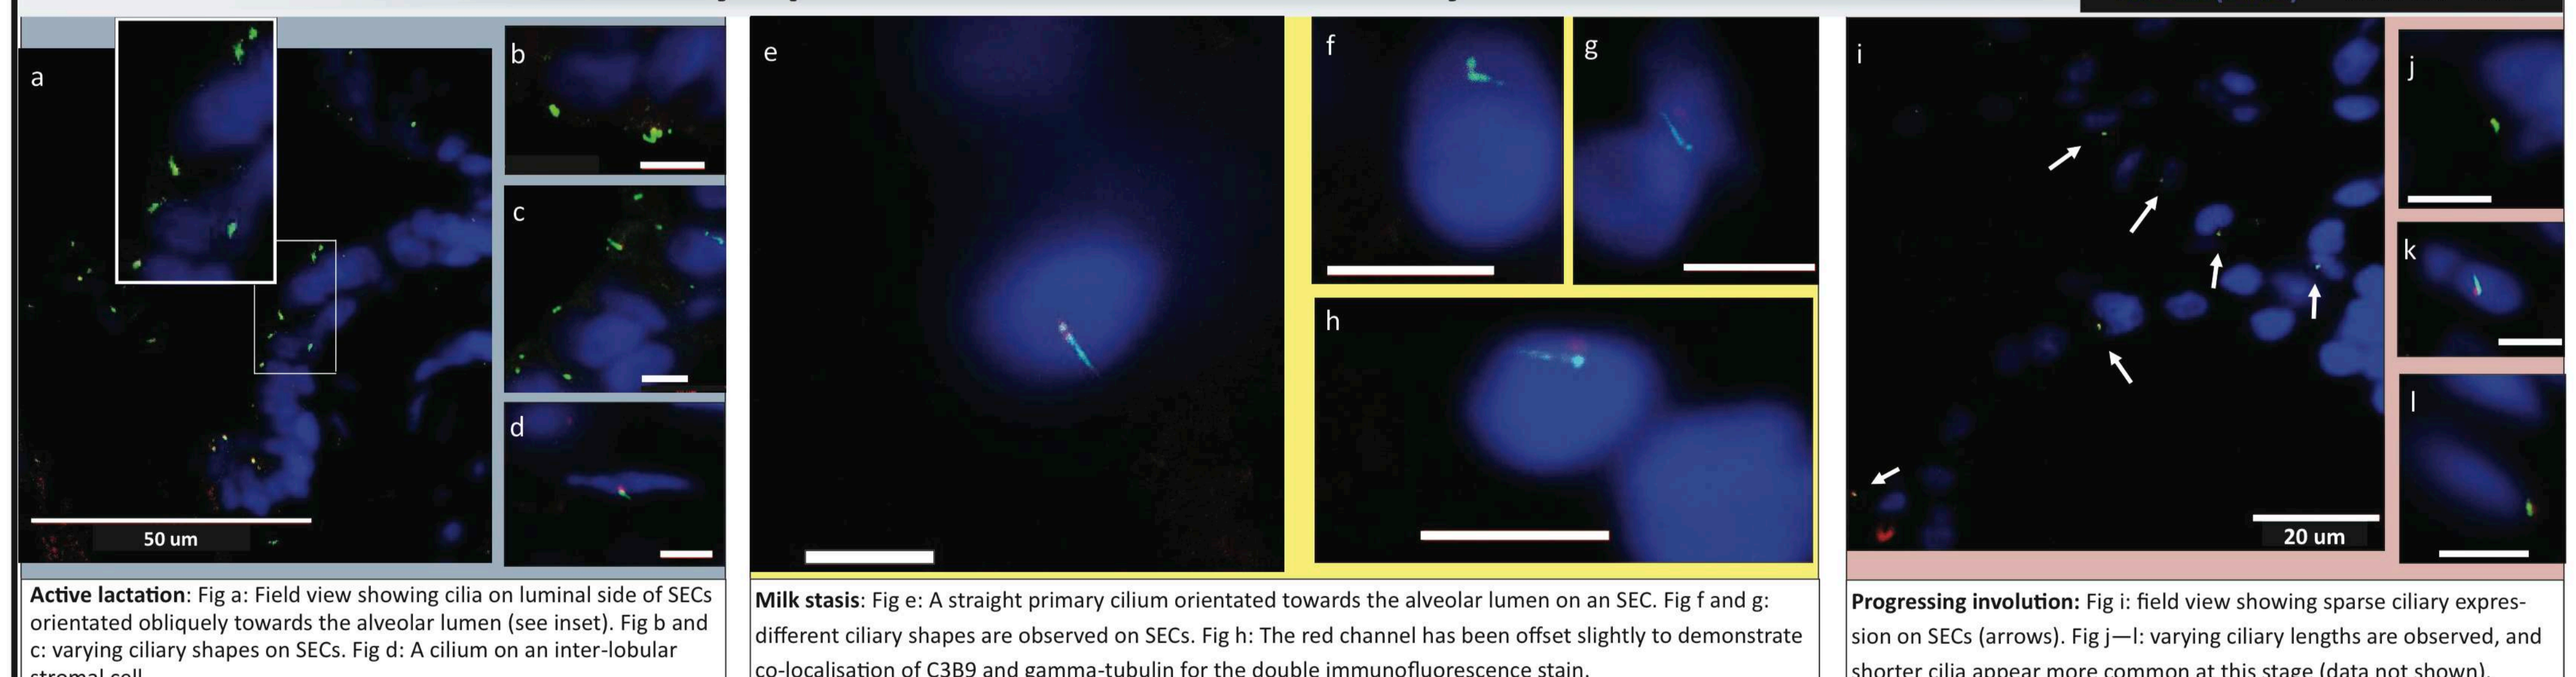 a
b
c
d
50 um
e
f
g
h
i
j
k
l
20 um
Active lactation: Fig a: Field view showing cilia on luminal side of SECs
orientated obliquely towards the alveolar lumen (see inset). Fig b and
c: varying ciliary shapes on SECs. Fig d: A cilium on an inter-lobular
stromal cell
Milk stasis: Fig e: A straight primary cilium orientated towards the alveolar lumen on an SEC. Fig f and g:
different ciliary shapes are observed on SECs. Fig h: The red channel has been offset slightly to demonstrate
co-localisation of C3B9 and gamma-tubulin for the double immunofluorescence stain.
Progressing involution: Fig i: field view showing sparse ciliary expres-
sion on SECs (arrows). Fig j—l: varying ciliary lengths are observed, and
shorter cilia appear more common at this stage (data not shown).